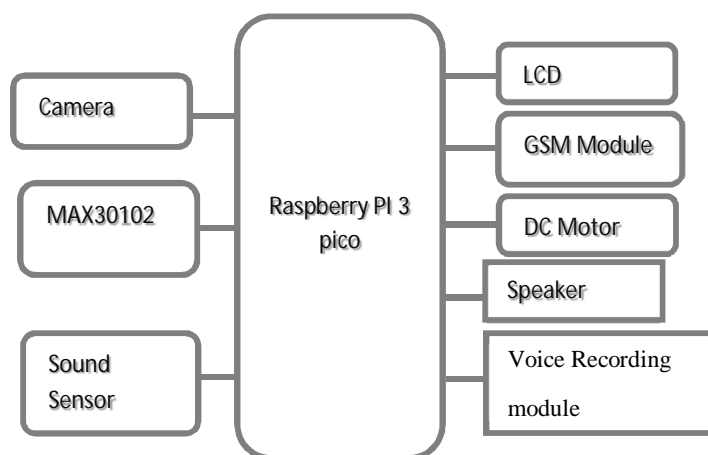 Camera
MAX30102
Sound
Sensor
Raspberry PI 3
pico
LCD
GSM Module
DC Motor
Speaker
Voice Recording
module